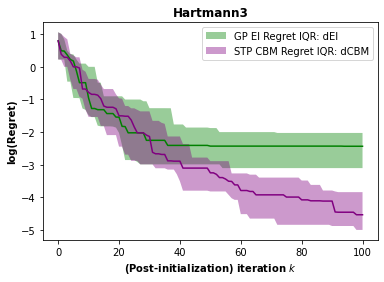 Hartmann3
GP EI Regret IQR: dEI
STP CBM Regret IQR: dCBM
log(Regret)
1
0
−1
−2
−3
−4
−5
0 20 40 60 80 100
(Post-initialization) iteration k